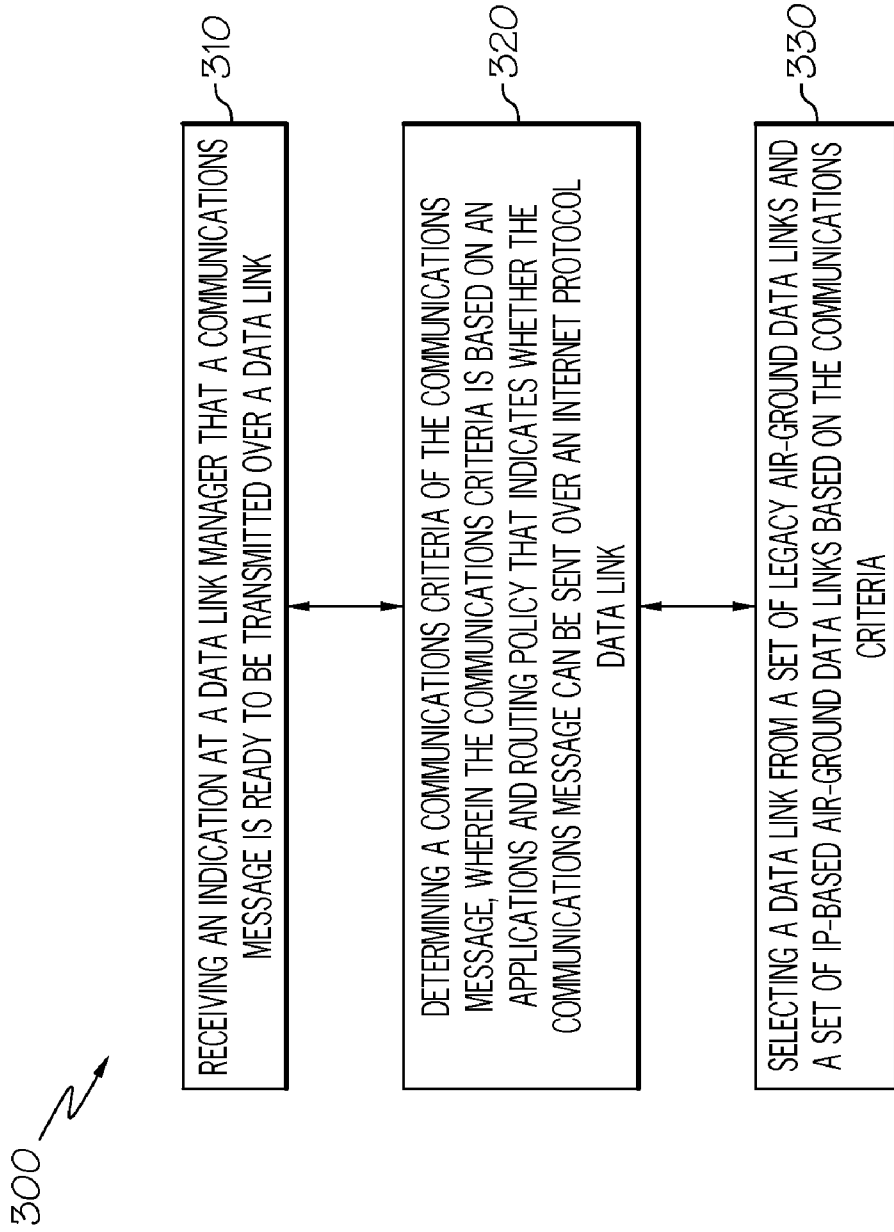 300
RECEIVING AN INDICATION AT A DATA LINK MANAGER THAT A COMMUNICATIONS
MESSAGE IS READY TO BE TRANSMITTED OVER A DATA LINK
310
DETERMINING A COMMUNICATIONS CRITERIA OF THE COMMUNICATIONS
MESSAGE, WHEREIN THE COMMUNICATIONS CRITERIA IS BASED ON AN
APPLICATIONS AND ROUTING POLICY THAT INDICATES WHETHER THE
COMMUNICATIONS MESSAGE CAN BE SENT OVER AN INTERNET PROTOCOL
DATA LINK
320
SELECTING A DATA LINK FROM A SET OF LEGACY AIR-GROUND DATA LINKS AND
A SET OF IP-BASED AIR-GROUND DATA LINKS BASED ON THE COMMUNICATIONS
CRITERIA
330